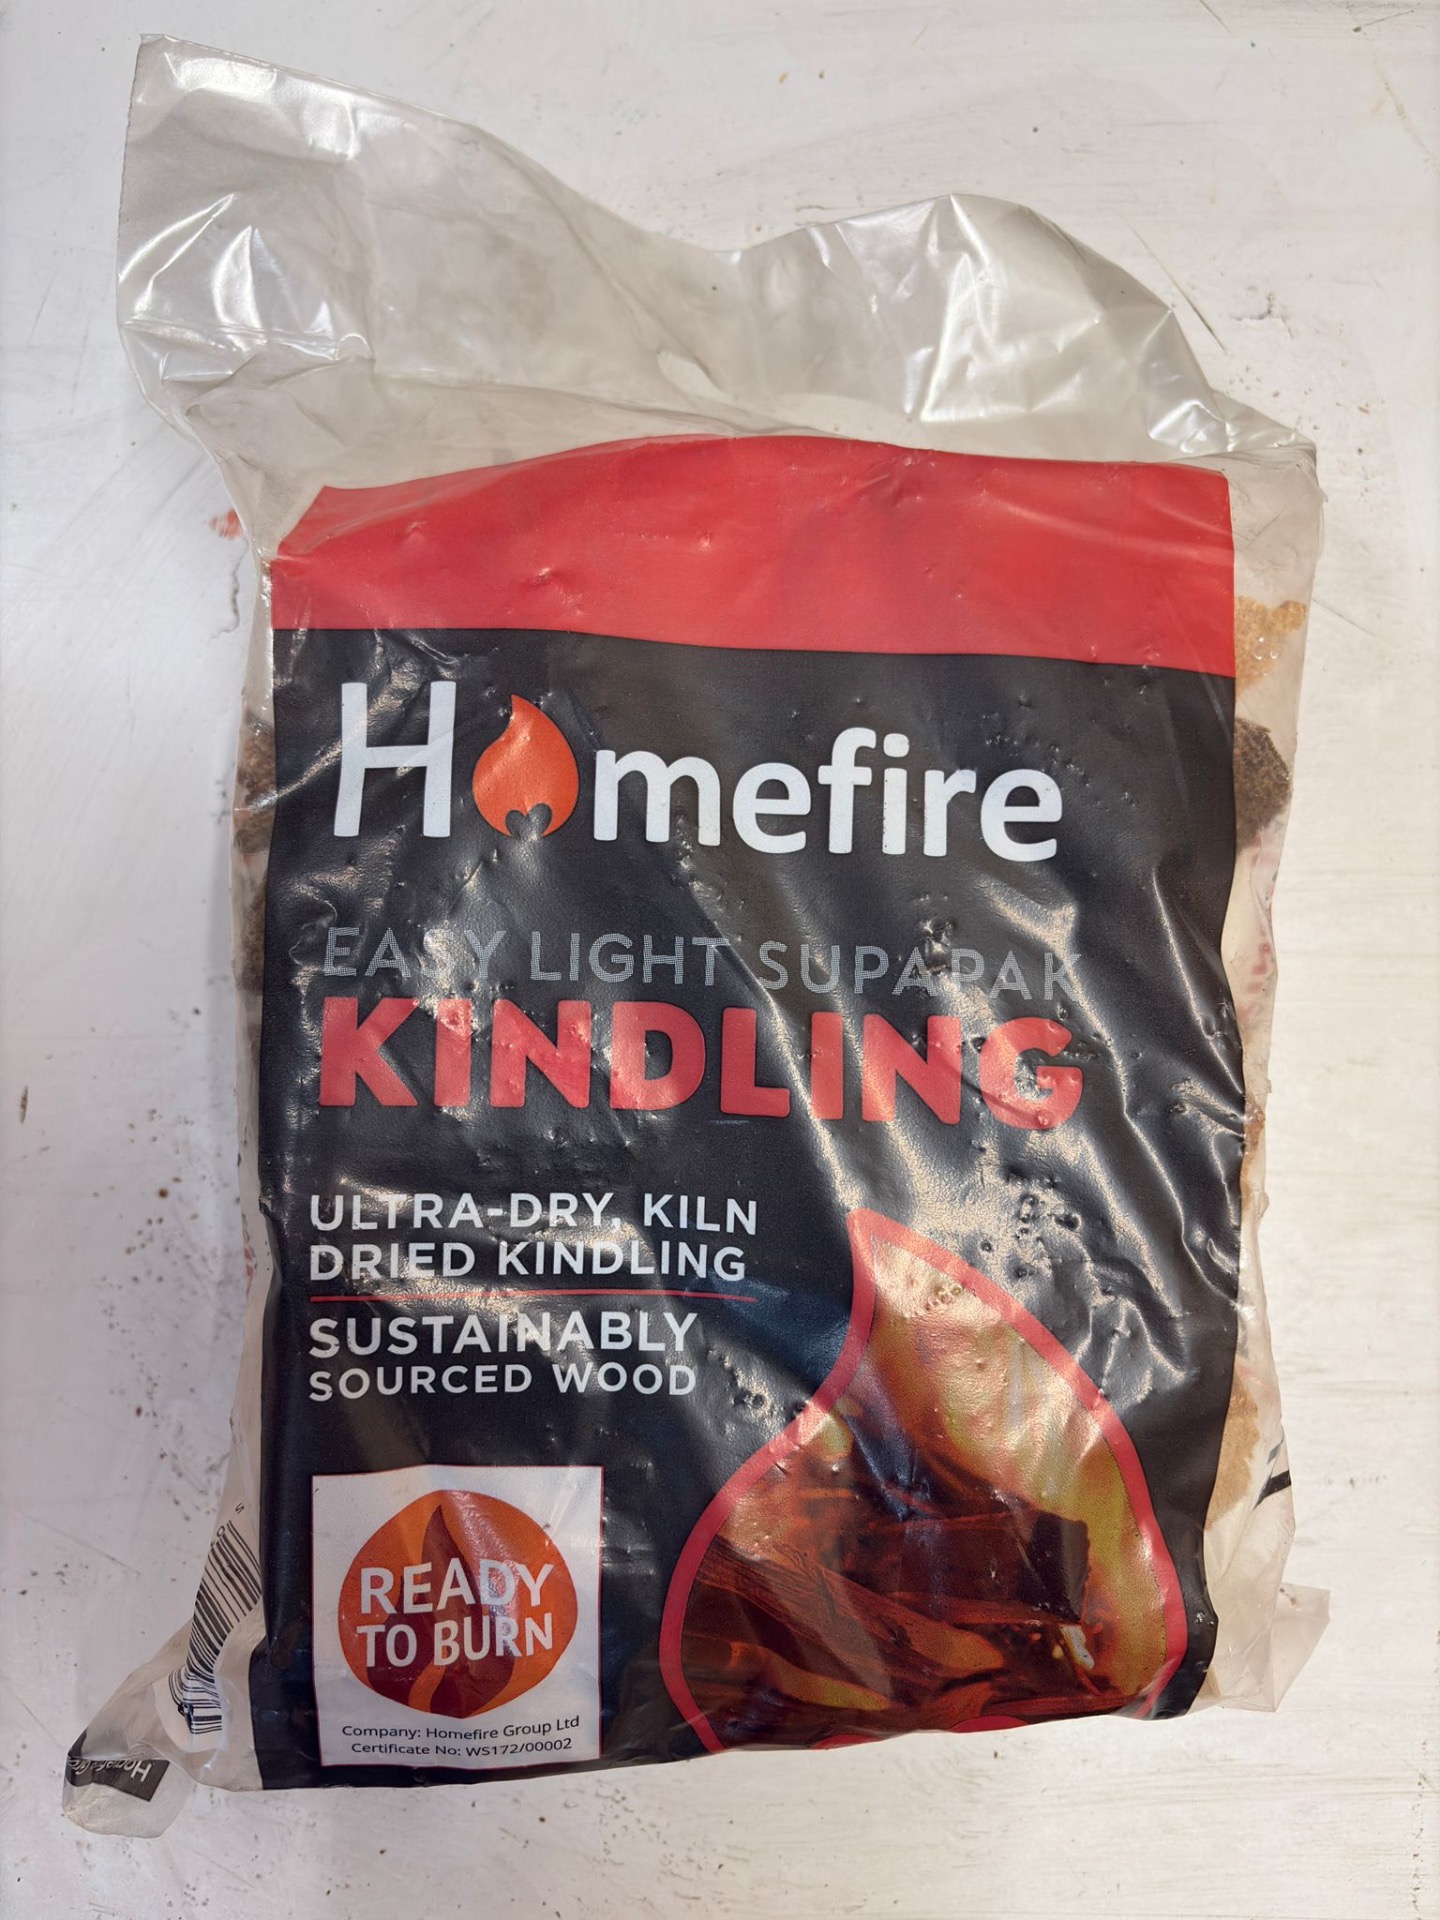 Homefire
EASY LIGHT SUPAPAK
KINDLING
ULTRA-DRY, KILN
DRIED KINDLING
SUSTAINABLY
SOURCED WOOD
READY
TO BURN
Company: Homefire Group Ltd
Certificate No: WS172/00002
Homefire